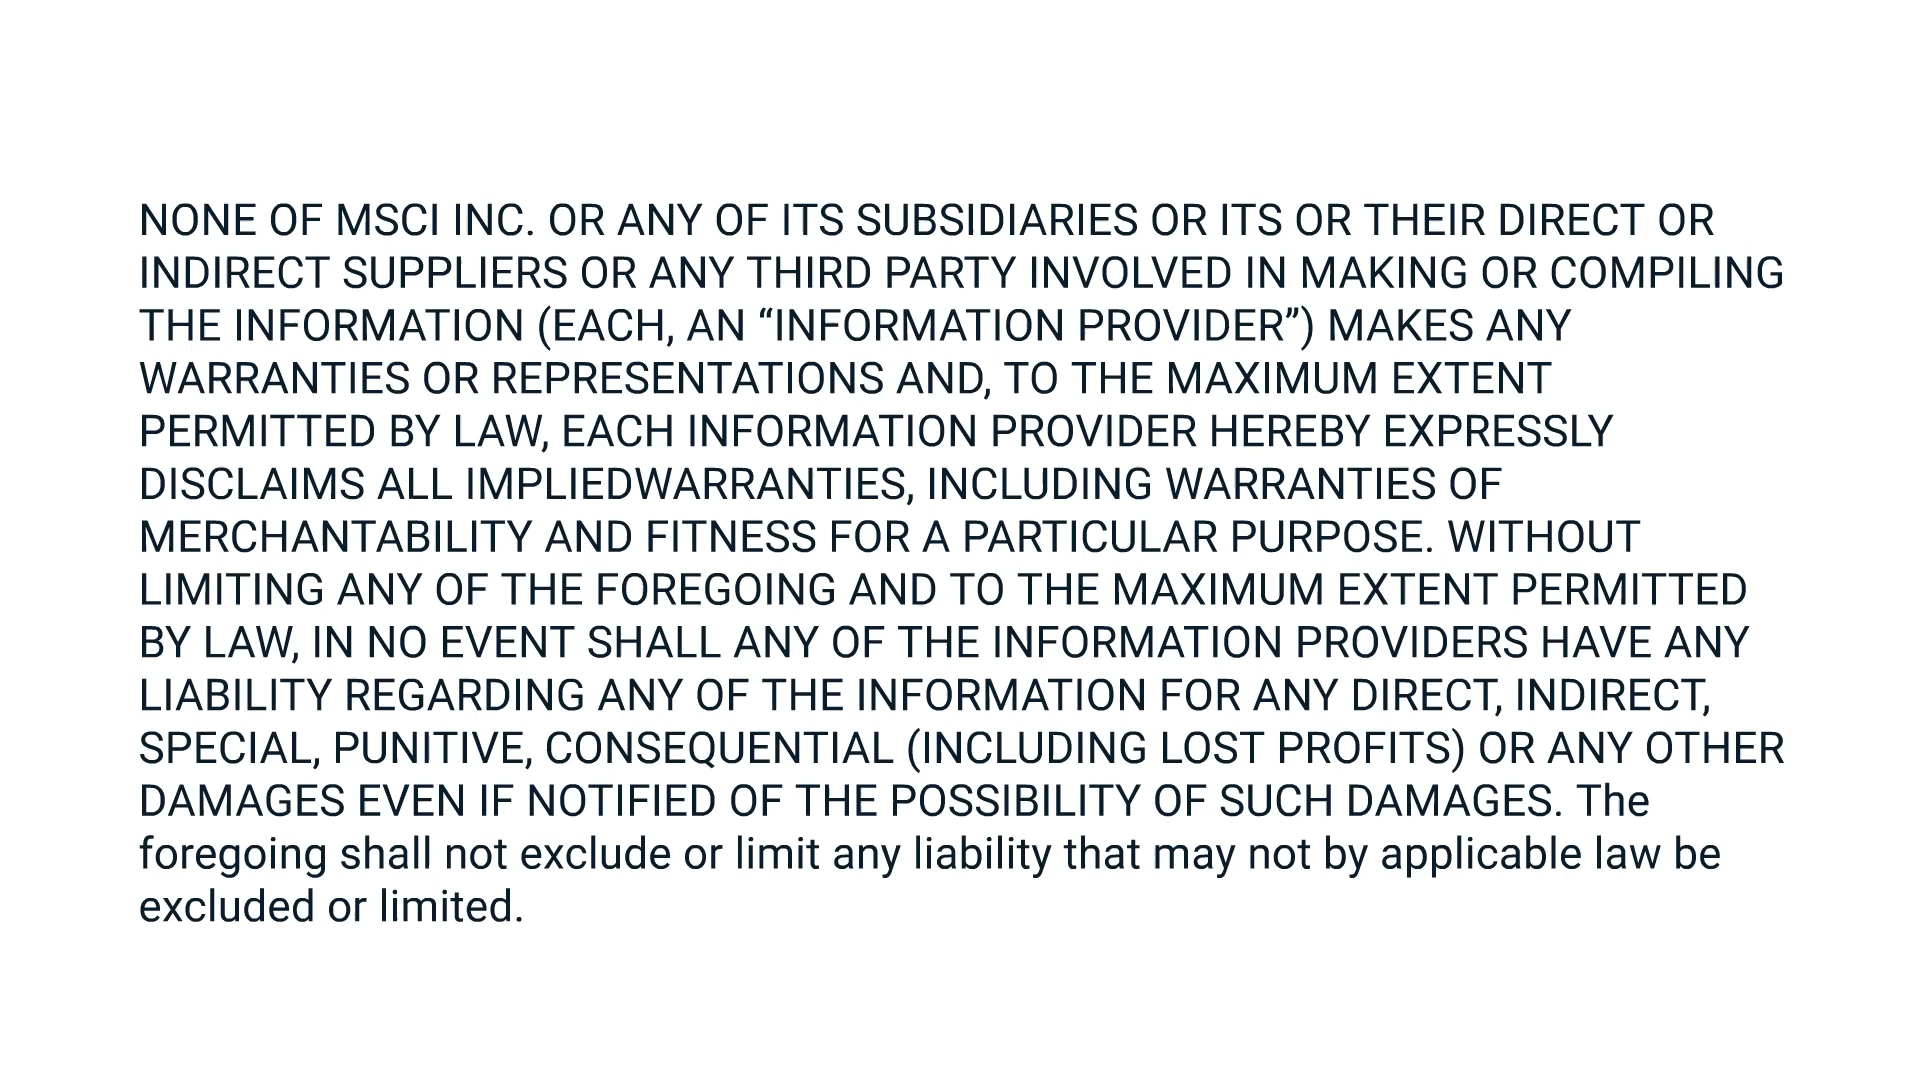 NONE OF MSCI INC. OR ANY OF ITS SUBSIDIARIES OR ITS OR THEIR DIRECT OR
INDIRECT SUPPLIERS OR ANY THIRD PARTY INVOLVED IN MAKING OR COMPILING
THE INFORMATION (EACH, AN “INFORMATION PROVIDER”) MAKES ANY
WARRANTIES OR REPRESENTATIONS AND, TO THE MAXIMUM EXTENT
PERMITTED BY LAW, EACH INFORMATION PROVIDER HEREBY EXPRESSLY
DISCLAIMS ALL IMPLIEDWARRANTIES, INCLUDING WARRANTIES OF
MERCHANTABILITY AND FITNESS FOR A PARTICULAR PURPOSE. WITHOUT
LIMITING ANY OF THE FOREGOING AND TO THE MAXIMUM EXTENT PERMITTED
BY LAW, IN NO EVENT SHALL ANY OF THE INFORMATION PROVIDERS HAVE ANY
LIABILITY REGARDING ANY OF THE INFORMATION FOR ANY DIRECT, INDIRECT,
SPECIAL, PUNITIVE, CONSEQUENTIAL (INCLUDING LOST PROFITS) OR ANY OTHER
DAMAGES EVEN IF NOTIFIED OF THE POSSIBILITY OF SUCH DAMAGES. The
foregoing shall not exclude or limit any liability that may not by applicable law be
excluded or limited.